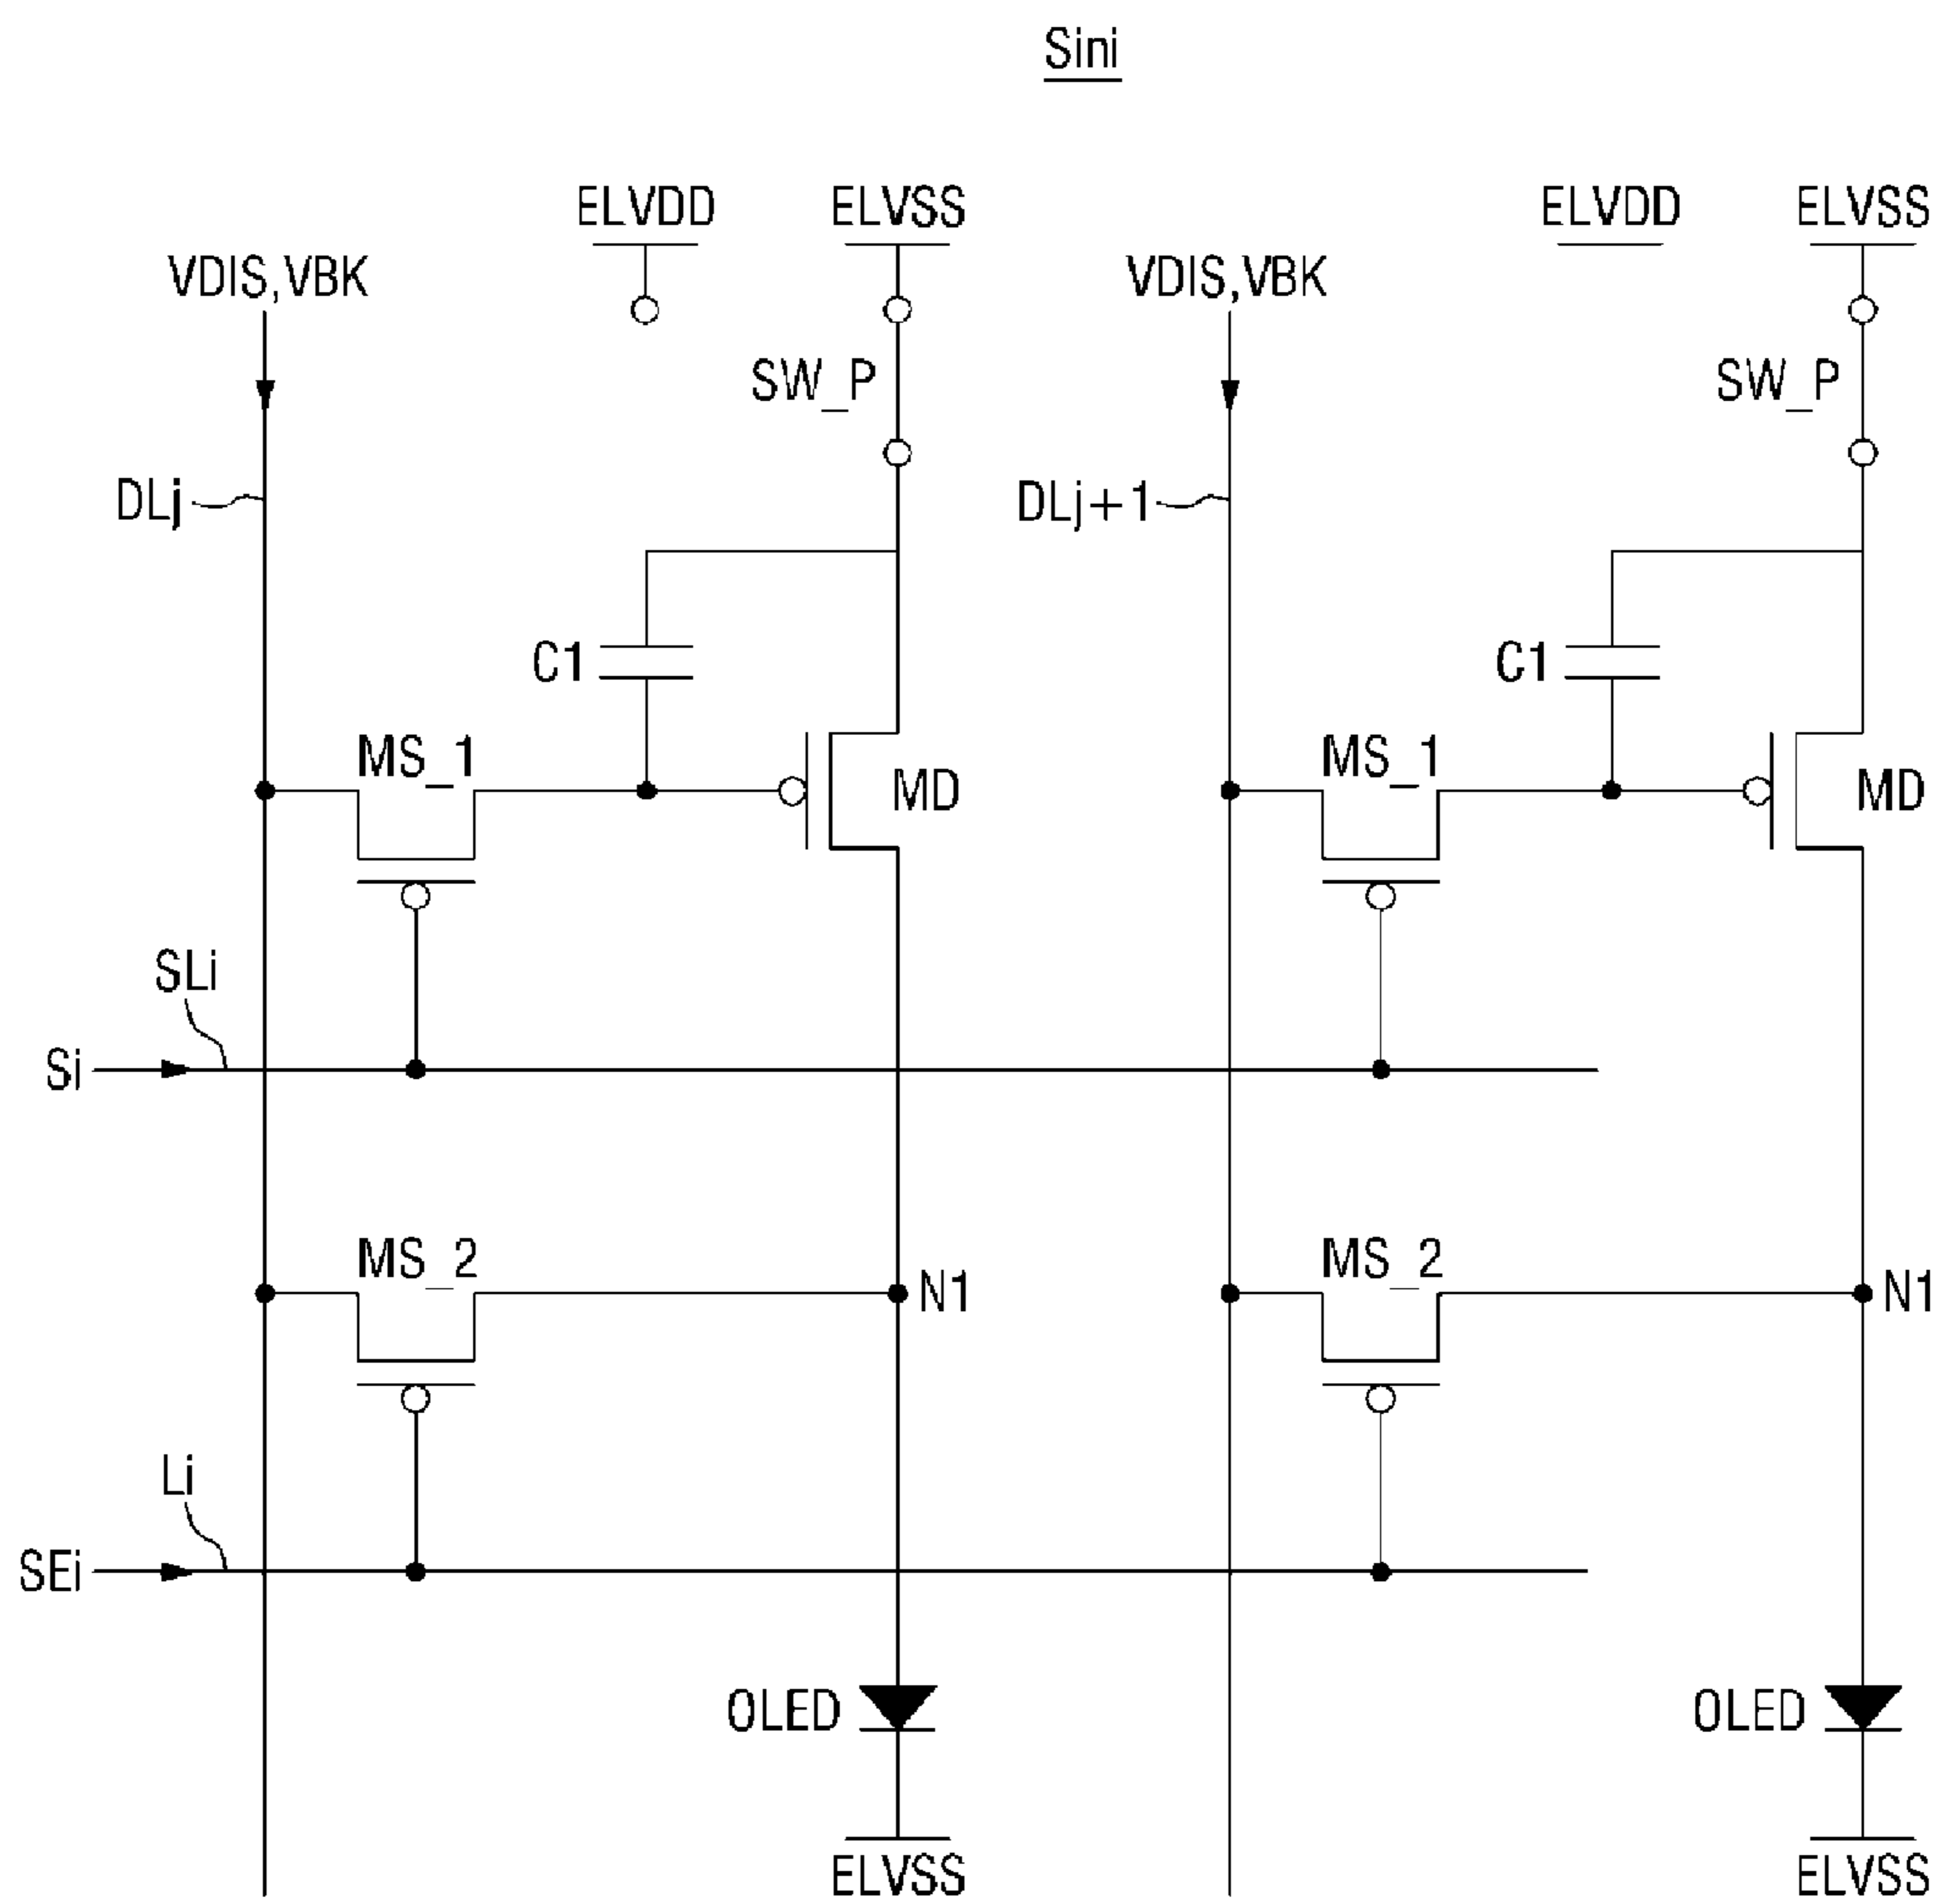 Sini
ELVDD ELVSS ELVDD ELVSS
VDIS,VBK VDIS,VBK
SW_P SW_P
DLj DLj+1
C1 C1
MS_1 MD MS_1 MD
SLi
Si
MS_2 N1 MS_2 N1
Li
SEi
OLED OLED
ELVSS ELVSS